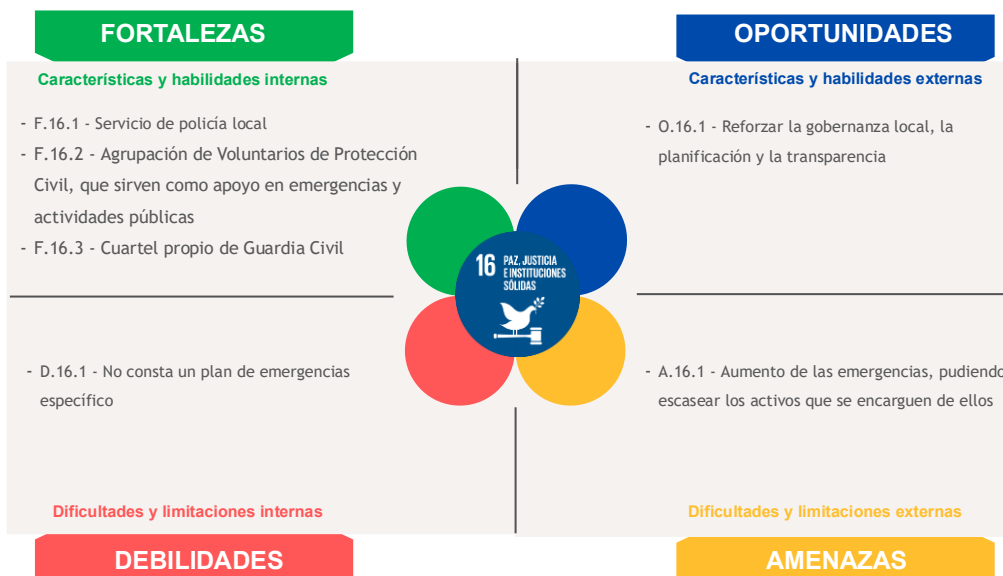 FORTALEZAS
Características y habilidades internas
- F.16.1 - Servicio de policía local
- F.16.2 - Agrupación de Voluntarios de Protección
Civil, que sirven como apoyo en emergencias y
actividades públicas
- F.16.3 - Cuartel propio de Guardia Civil
OPORTUNIDADES
Características y habilidades externas
- O.16.1 - Reforzar la gobernanza local, la
planificación y la transparencia
16 PAZ, JUSTICIA
E INSTITUCIONES
SÓLIDAS
- D.16.1 - No consta un plan de emergencias
específico
Dificultades y limitaciones internas
DEBILIDADES
- A.16.1 - Aumento de las emergencias, pudiendo
escasear los activos que se encarguen de ellos
Dificultades y limitaciones externas
AMENAZAS